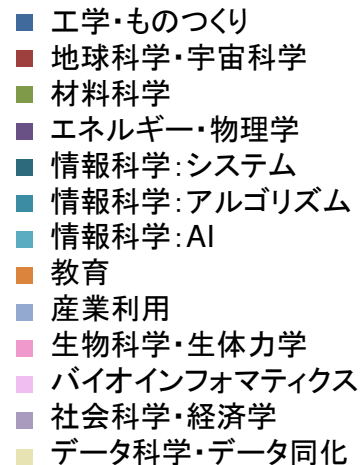 工学・ものつくり
地球科学・宇宙科学
材料科学
エネルギー・物理学
情報科学：システム
情報科学：アルゴリズム
情報科学：AI
教育
産業利用
生物科学・生体力学
バイオインフォマティクス
社会科学・経済学
データ科学・データ同化